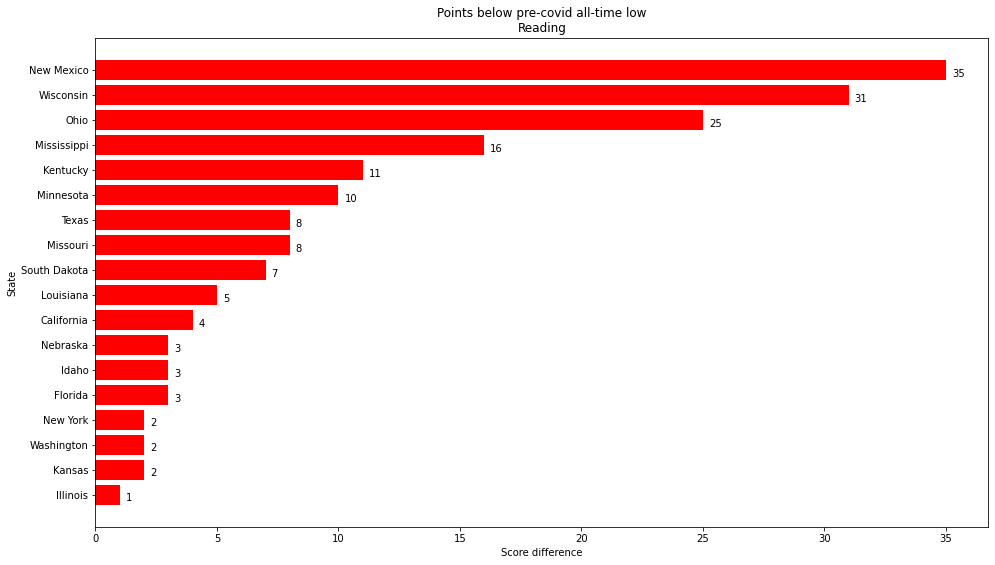 Points below pre-covid all-time low
Reading
State
New Mexico 35
Wisconsin 31
Ohio 25
Mississippi 16
Kentucky 11
Minnesota 10
Texas 8
Missouri 8
South Dakota 7
Louisiana 5
California 4
Nebraska 3
Idaho 3
Florida 3
New York 2
Washington 2
Kansas 2
Illinois 1
0 5 10 15 20 25 30 35
Score difference